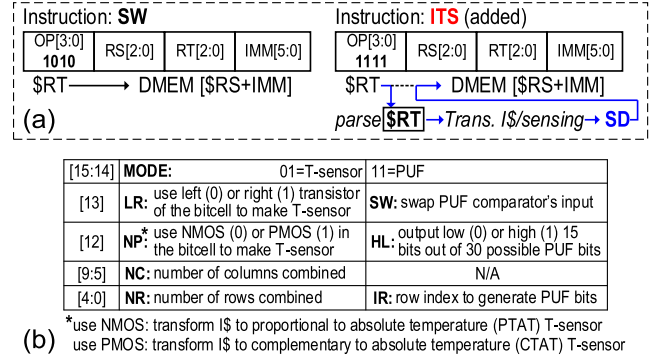 Instruction: SW
OP[3:0] 1010 RS[2:0] RT[2:0] IMM[5:0]
$RT DMEM [$RS+IMM]
(a)
Instruction: ITS (added)
OP[3:0] 1111 RS[2:0] RT[2:0] IMM[5:0]
$RT DMEM [$RS+IMM]
parse $RT Trans. I$/sensing SD
[15:14] MODE: 01=T-sensor 11=PUF
[13] LR: use left (0) or right (1) transistor
of the bitcell to make T-sensor
SW: swap PUF comparator's input
[12] NP*: use NMOS (0) or PMOS (1) in
the bitcell to make T-sensor
HL: output low (0) or high (1) 15
bits out of 30 possible PUF bits
[9:5] NC: number of columns combined N/A
[4:0] NR: number of rows combined IR: row index to generate PUF bits
(b)
*use NMOS: transform I$ to proportional to absolute temperature (PTAT) T-sensor
use PMOS: transform I$ to complementary to absolute temperature (CTAT) T-sensor